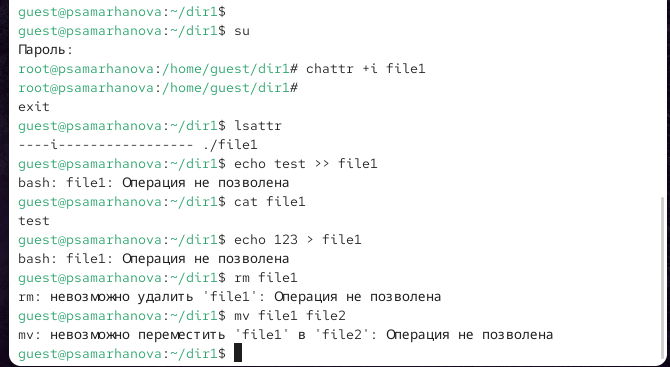 guest@psamarhanova:~/dir1$
guest@psamarhanova:~/dir1$ su
Пароль:
root@psamarhanova:/home/guest/dir1# chattr +i file1
root@psamarhanova:/home/guest/dir1#
exit
guest@psamarhanova:~/dir1$ lsattr
----i----------------- ./file1
guest@psamarhanova:~/dir1$ echo test >> file1
bash: file1: Операция не позволена
guest@psamarhanova:~/dir1$ cat file1
test
guest@psamarhanova:~/dir1$ echo 123 > file1
bash: file1: Операция не позволена
guest@psamarhanova:~/dir1$ rm file1
rm: невозможно удалить 'file1': Операция не позволена
guest@psamarhanova:~/dir1$ mv file1 file2
mv: невозможно переместить 'file1' в 'file2': Операция не позволена
guest@psamarhanova:~/dir1$